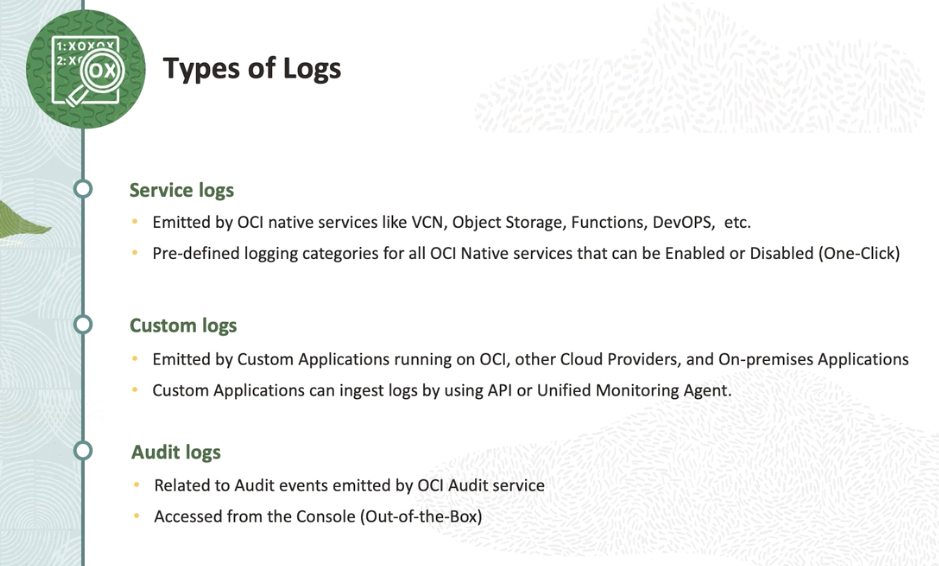 1:XOXOX
2:X
OX
Types of Logs
Service logs
• Emitted by OCI native services like VCN, Object Storage, Functions, DevOPS, etc.
• Pre-defined logging categories for all OCI Native services that can be Enabled or Disabled (One-Click)
Custom logs
• Emitted by Custom Applications running on OCI, other Cloud Providers, and On-premises Applications
• Custom Applications can ingest logs by using API or Unified Monitoring Agent.
Audit logs
• Related to Audit events emitted by OCI Audit service
• Accessed from the Console (Out-of-the-Box)